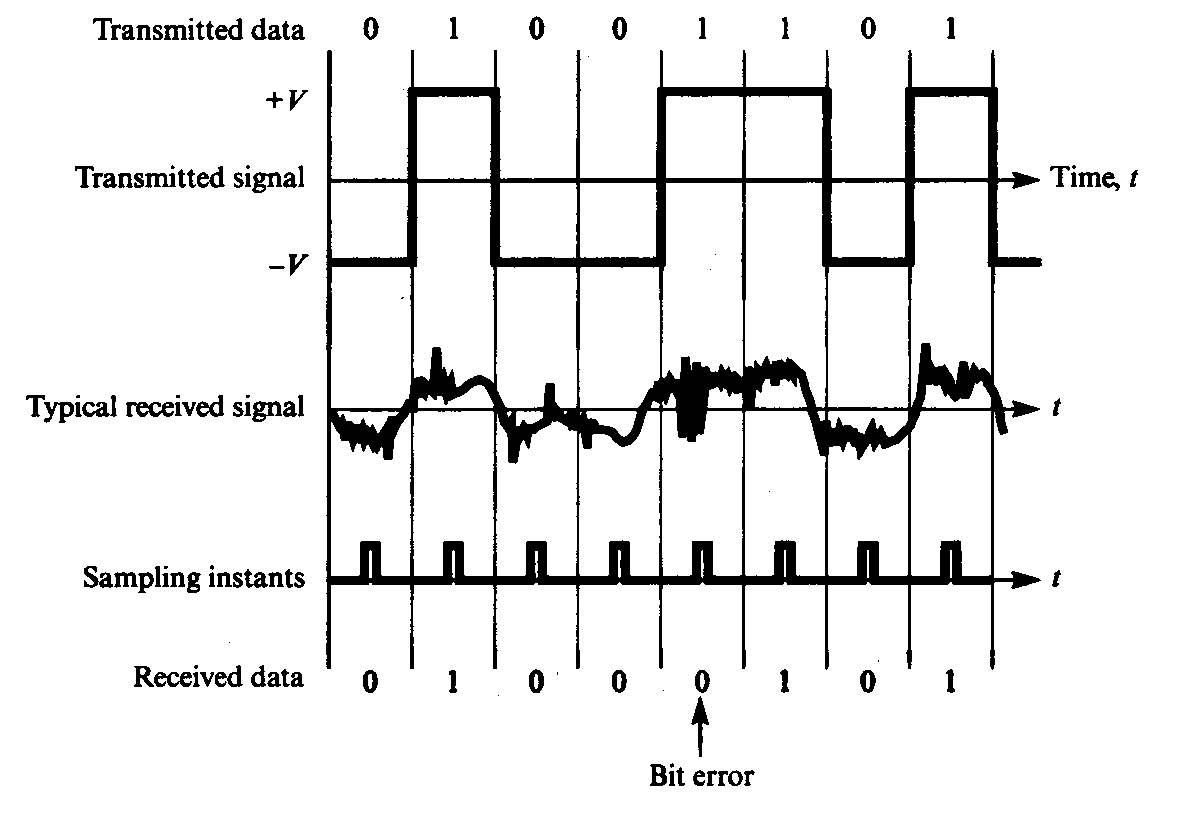 Transmitted data 0 1 0 0 1 1 0 1
+V
Transmitted signal Time, t
−V
Typical received signal t
Sampling instants t
Received data 0 1 0 0 0 1 0 1
Bit error